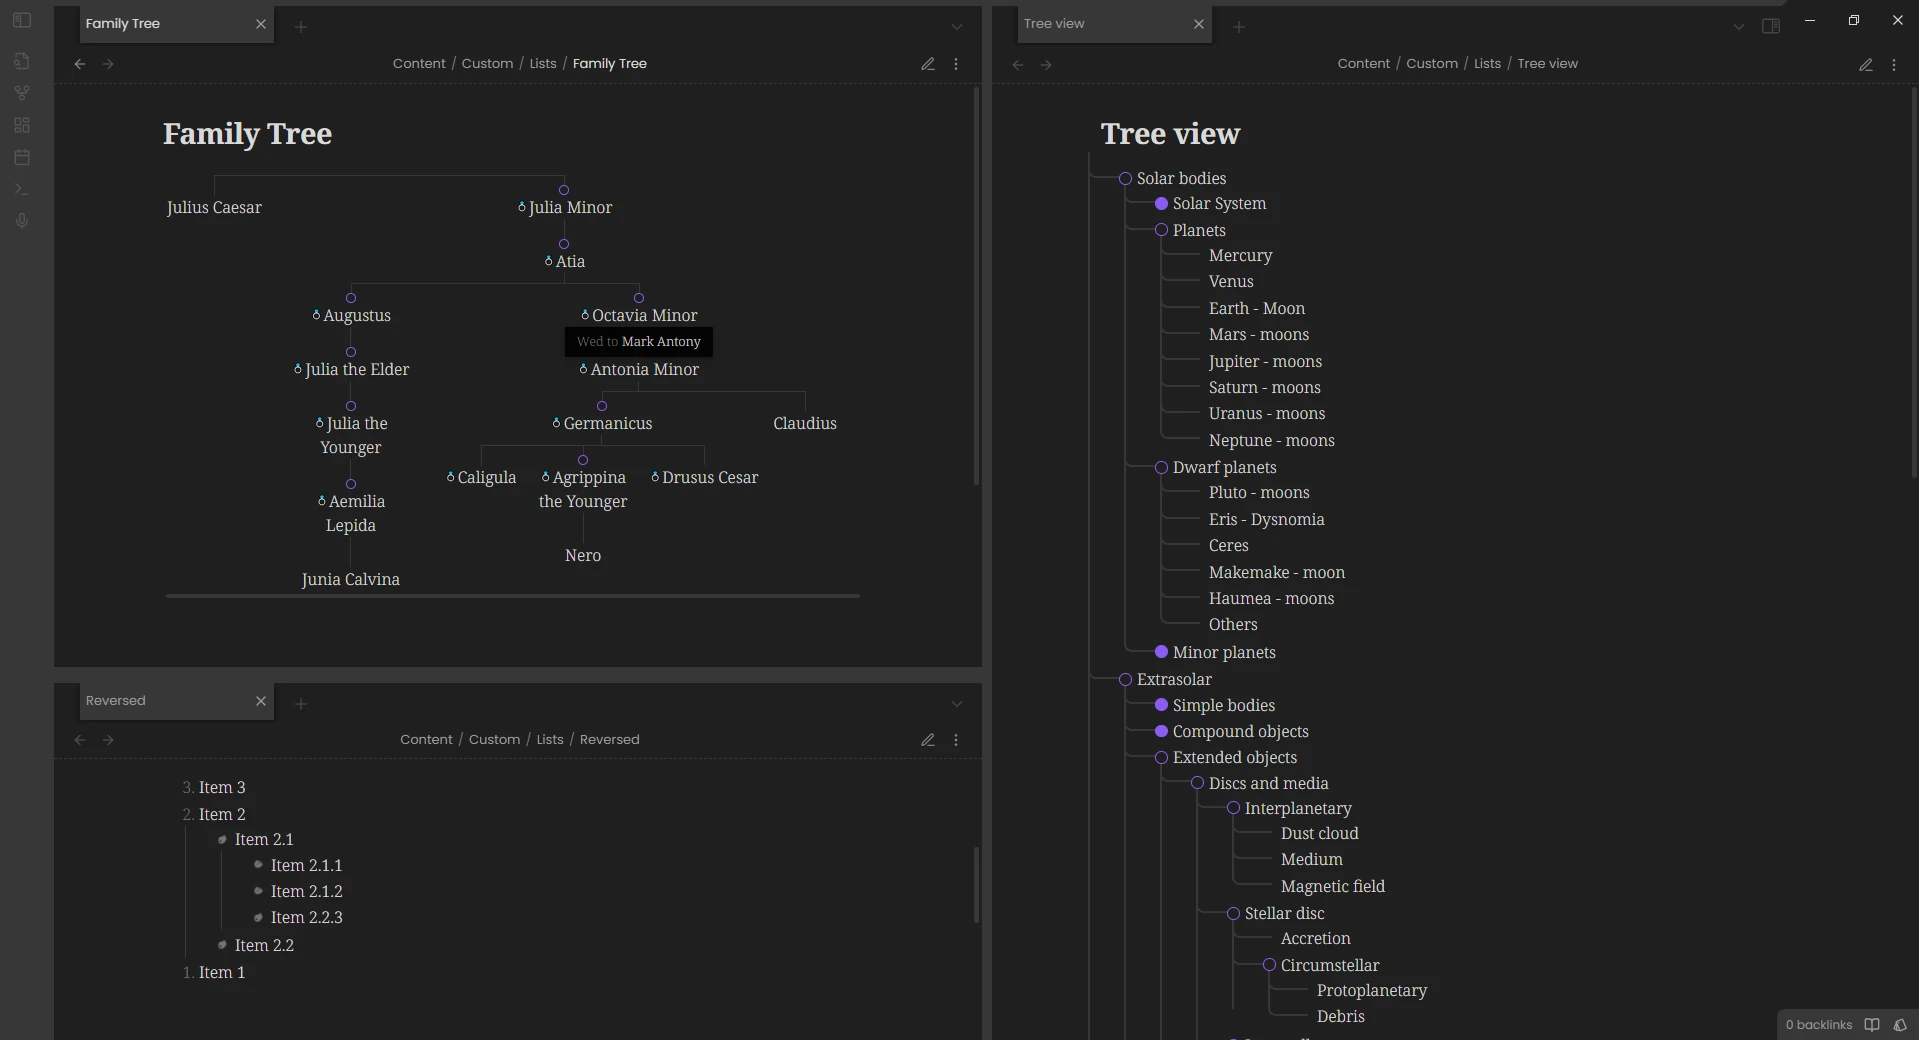 Family Tree
Content / Custom / Lists / Family Tree
Family Tree
Julius Caesar
Julia Minor
Atia
Augustus
Octavia Minor
Wed to Mark Antony
Julia the Elder
Antonia Minor
Julia the
Younger
Germanicus
Claudius
Caligula
Agrippina
the Younger
Drusus Cesar
Aemilia
Lepida
Nero
Junia Calvina
Reversed
Content / Custom / Lists / Reversed
3. Item 3
2. Item 2
Item 2.1
Item 2.1.1
Item 2.1.2
Item 2.2.3
Item 2.2
1. Item 1
Tree view
Content / Custom / Lists / Tree view
Tree view
Solar bodies
Solar System
Planets
Mercury
Venus
Earth - Moon
Mars - moons
Jupiter - moons
Saturn - moons
Uranus - moons
Neptune - moons
Dwarf planets
Pluto - moons
Eris - Dysnomia
Ceres
Makemake - moon
Haumea - moons
Others
Minor planets
Extrasolar
Simple bodies
Compound objects
Extended objects
Discs and media
Interplanetary
Dust cloud
Medium
Magnetic field
Stellar disc
Accretion
Circumstellar
Protoplanetary
Debris
0 backlinks